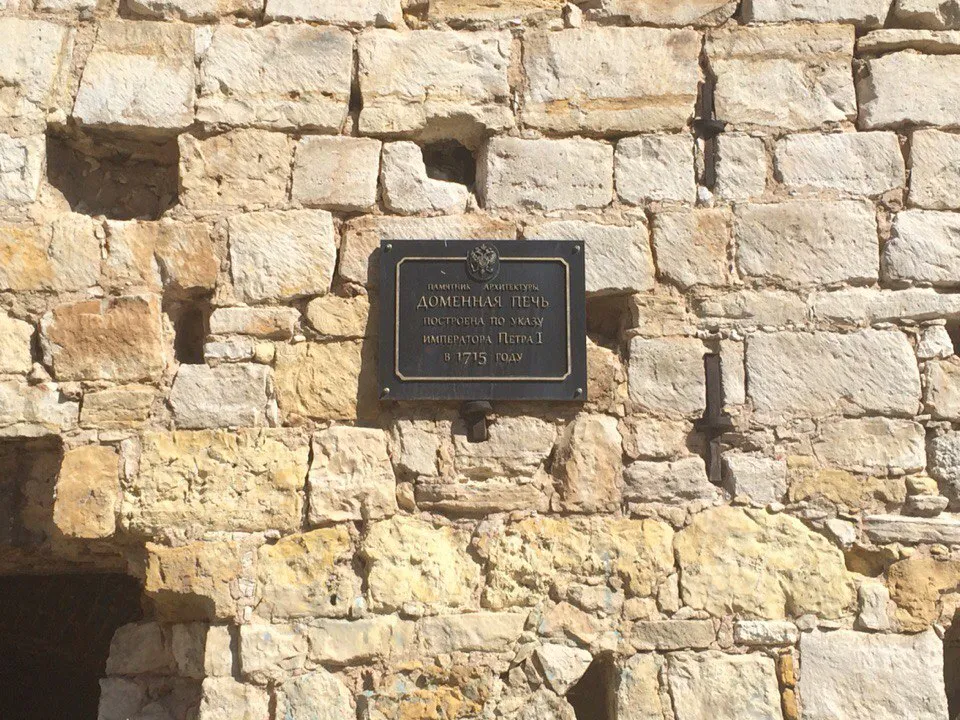 ПАМЯТНИК АРХИТЕКТУРЫ
ДОМЕННАЯ ПЕЧЬ
ПОСТРОЕНА ПО УКАЗУ
ИМПЕРАТОРА ПЕТРА I
В 1715 ГОДУ